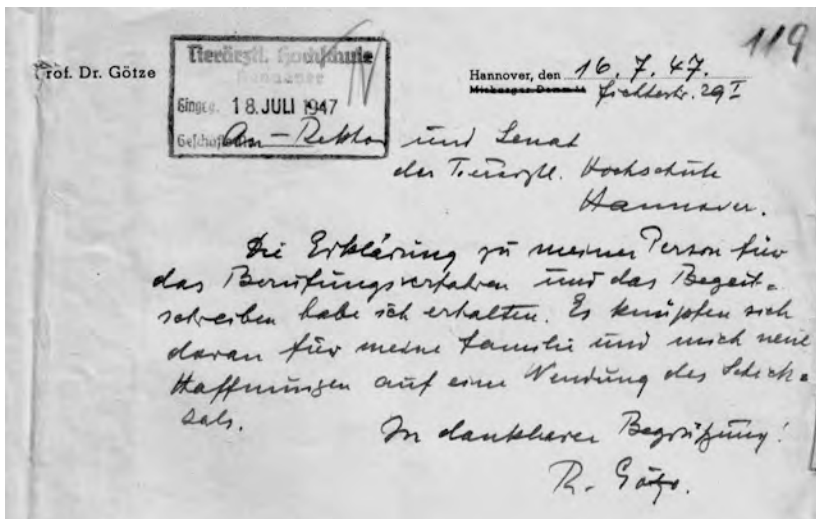 119
Prof. Dr. Götze
Tierärztl. Hochschule
Hannover
Eingeg. 18. JULI 1947
Hannover, den 16. 7. 47.
Fichtestr. 29 I
An Rektor und Senat
der Tierärztl. Hochschule
Hannover.
Die Erklärung zu meiner Person für
das Berufungsverfahren und das Begleit-
schreiben habe ich erhalten. Es knüpfen sich
daran für meine Familie und mich neue
Hoffnungen auf eine Wendung des Schick-
sals.
In dankbarer Begrüßung!
R. Götze.